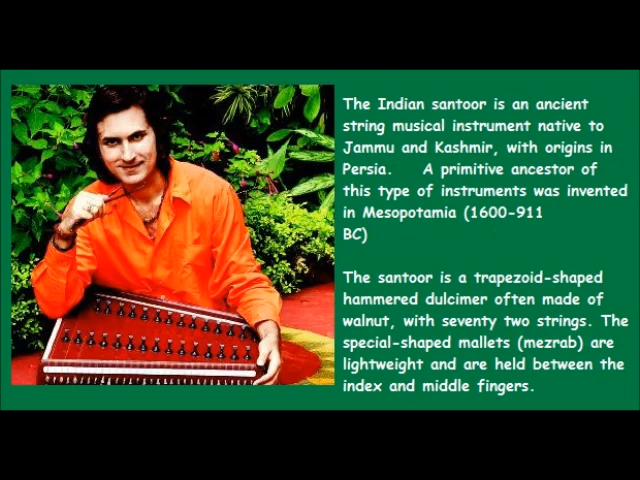 The Indian santoor is an ancient
string musical instrument native to
Jammu and Kashmir, with origins in
Persia. A primitive ancestor of
this type of instruments was invented
in Mesopotamia (1600-911
BC)
The santoor is a trapezoid-shaped
hammered dulcimer often made of
walnut, with seventy two strings. The
special-shaped mallets (mezrab) are
lightweight and are held between the
index and middle fingers.